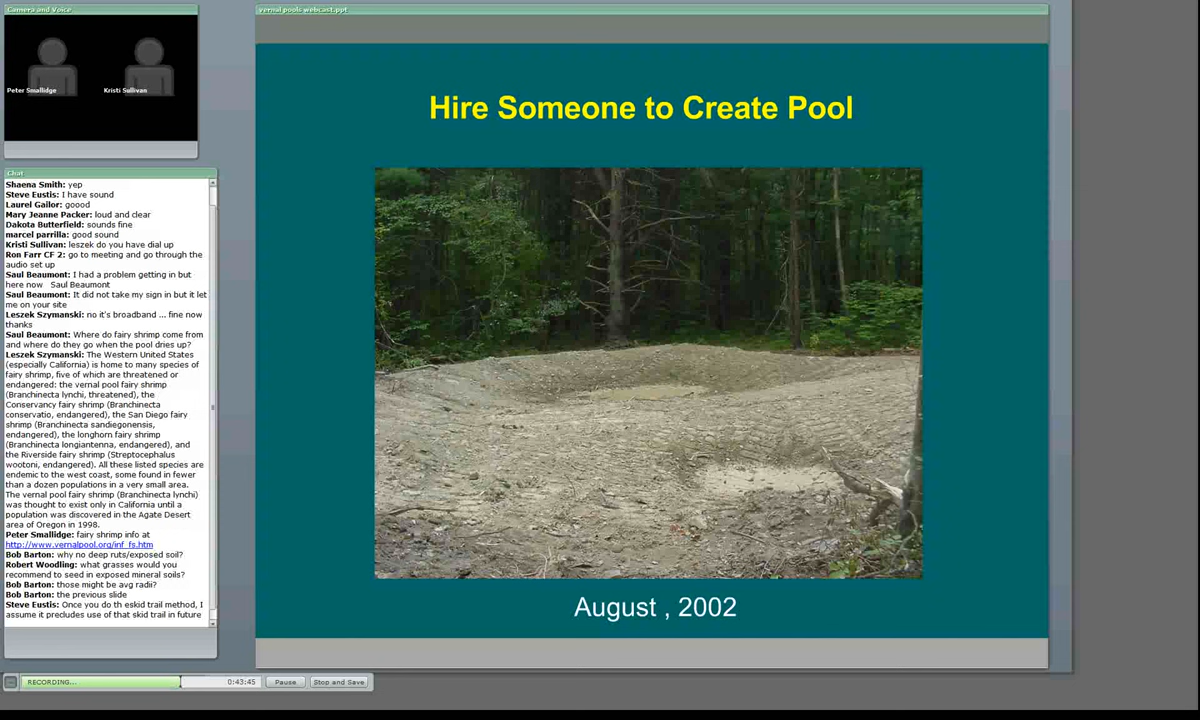 Camera and Voice
Peter Smallidge
Kristi Sullivan
Chat
Shaena Smith: yep
Steve Eustis: I have sound
Laurel Gailor: goood
Mary Jeanne Packer: loud and clear
Dakota Butterfield: sounds fine
marcel parrilla: good sound
Kristi Sullivan: leszek do you have dial up
Ron Farr CF 2: go to meeting and go through the
audio set up
Saul Beaumont: I had a problem getting in but
here now Saul Beaumont
Saul Beaumont: It did not take my sign in but it let
me on your site
Leszek Szymanski: no it's broadband ... fine now
thanks
Saul Beaumont: Where do fairy shrimp come from
and where do they go when the pool dries up?
Leszek Szymanski: The Western United States
(especially California) is home to many species of
fairy shrimp, five of which are threatened or
endangered: the vernal pool fairy shrimp
(Branchinecta lynchi, threatened), the
Conservancy fairy shrimp (Branchinecta
conservatio, endangered), the San Diego fairy
shrimp (Branchinecta sandiegonensis,
endangered), the longhorn fairy shrimp
(Branchinecta longiantenna, endangered), and
the Riverside fairy shrimp (Streptocephalus
wootoni, endangered). All these listed species are
endemic to the west coast, some found in fewer
than a dozen populations in a very small area.
The vernal pool fairy shrimp (Branchinecta lynchi)
was thought to exist only in California until a
population was discovered in the Agate Desert
area of Oregon in 1998.
Peter Smallidge: fairy shrimp info at
http://www.vernalpool.org/inf_fs.htm
Bob Barton: why no deep ruts/exposed soil?
Robert Woodling: what grasses would you
recommend to seed in exposed mineral soils?
Bob Barton: those might be avg radii?
Bob Barton: the previous slide
Steve Eustis: Once you do th eskid trail method, I
assume it precludes use of that skid trail in future
vernal pools webcast.ppt
Hire Someone to Create Pool
August , 2002
RECORDING...
0:43:45
Pause
Stop and Save